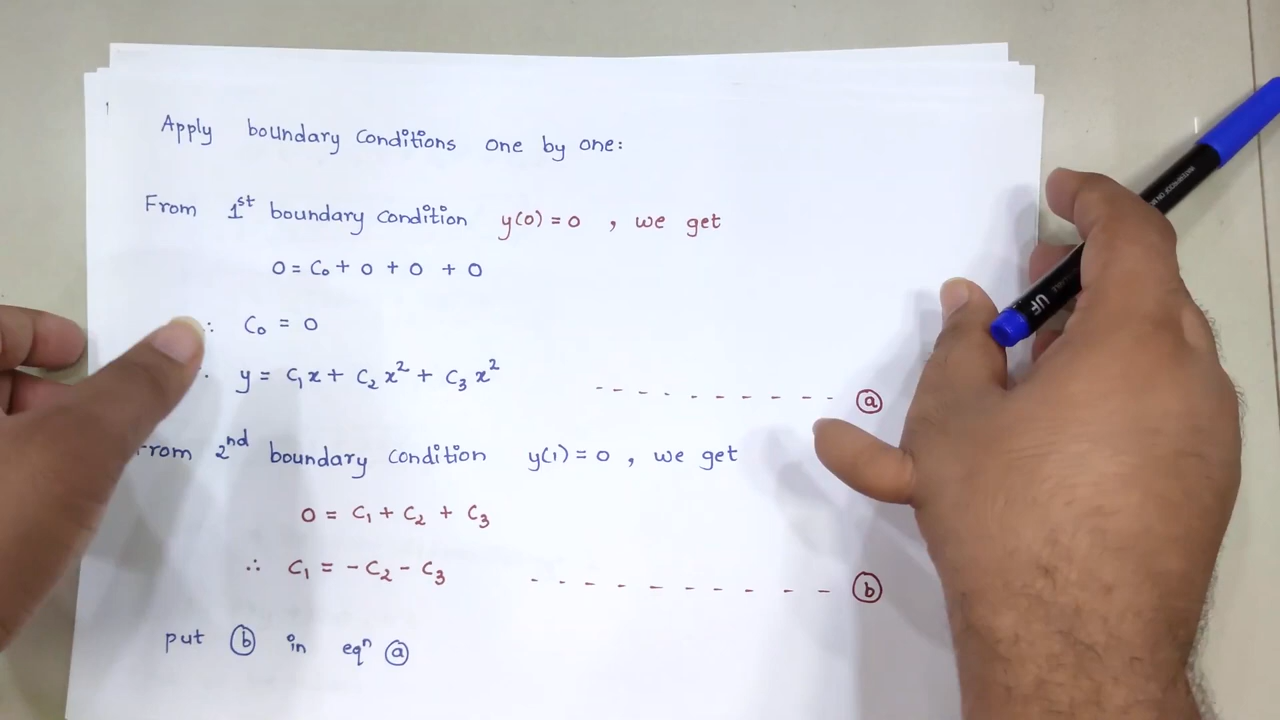 Apply boundary Conditions one by one:
From 1st boundary Condition y(0) = 0 , we get
0 = C₀ + 0 + 0 + 0
∴ C₀ = 0
y = C₁x + C₂x² + C₃x² - - - - - - - - - ⓐ
From 2nd boundary Condition y(1) = 0 , we get
0 = C₁ + C₂ + C₃
∴ C₁ = -C₂ - C₃ - - - - - - - - - - ⓑ
put ⓑ in eqⁿ ⓐ
UF